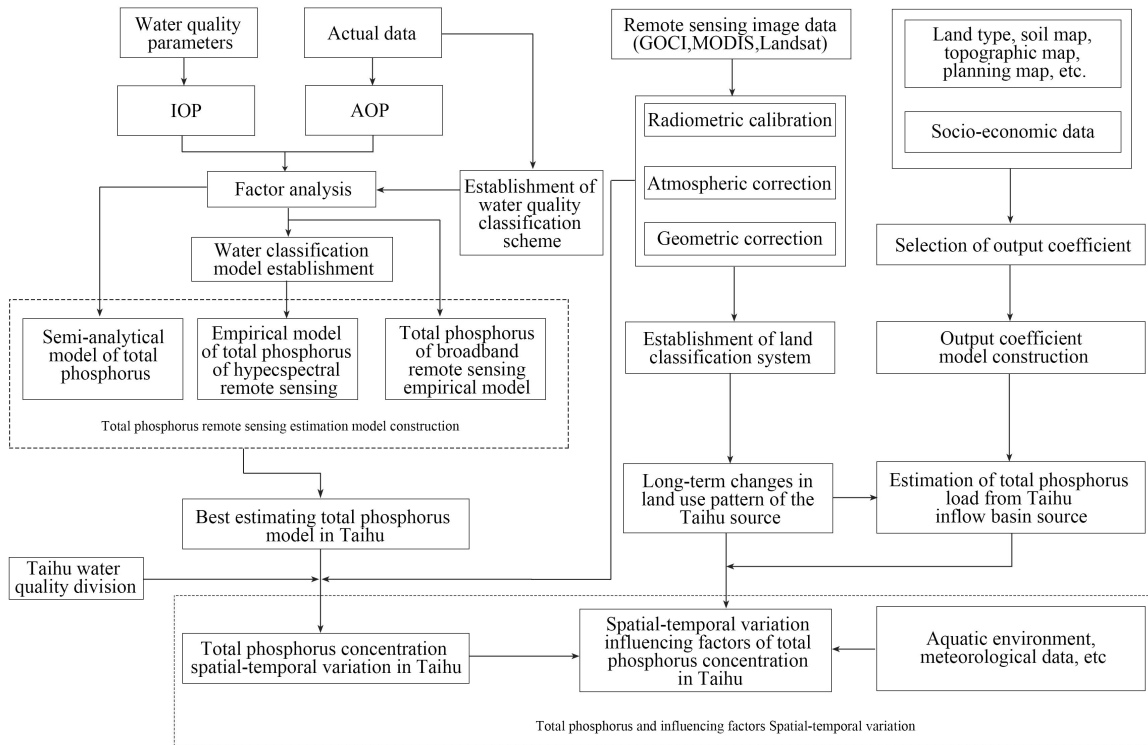 Water quality
parameters
Actual data
Remote sensing image data
(GOCI,MODIS,Landsat)
Land type, soil map,
topographic map,
planning map, etc.
IOP
AOP
Radiometric calibration
Socio-economic data
Factor analysis
Establishment of
water quality
classification
scheme
Atmospheric correction
Geometric correction
Selection of output coefficient
Water classification
model establishment
Semi-analytical
model of total
phosphorus
Empirical model
of total phosphorus
of hypecspectral
remote sensing
Total phosphorus
of broadband
remote sensing
empirical model
Establishment of land
classification system
Output coefficient
model construction
Total phosphorus remote sensing estimation model construction
Long-term changes in
land use pattern of the
Taihu source
Estimation of total phosphorus
load from Taihu
inflow basin source
Best estimating total phosphorus
model in Taihu
Taihu water
quality division
Total phosphorus concentration
spatial-temporal variation in Taihu
Spatial-temporal variation
influencing factors of total
phosphorus concentration
in Taihu
Aquatic environment,
meteorological data, etc
Total phosphorus and influencing factors Spatial-temporal variation